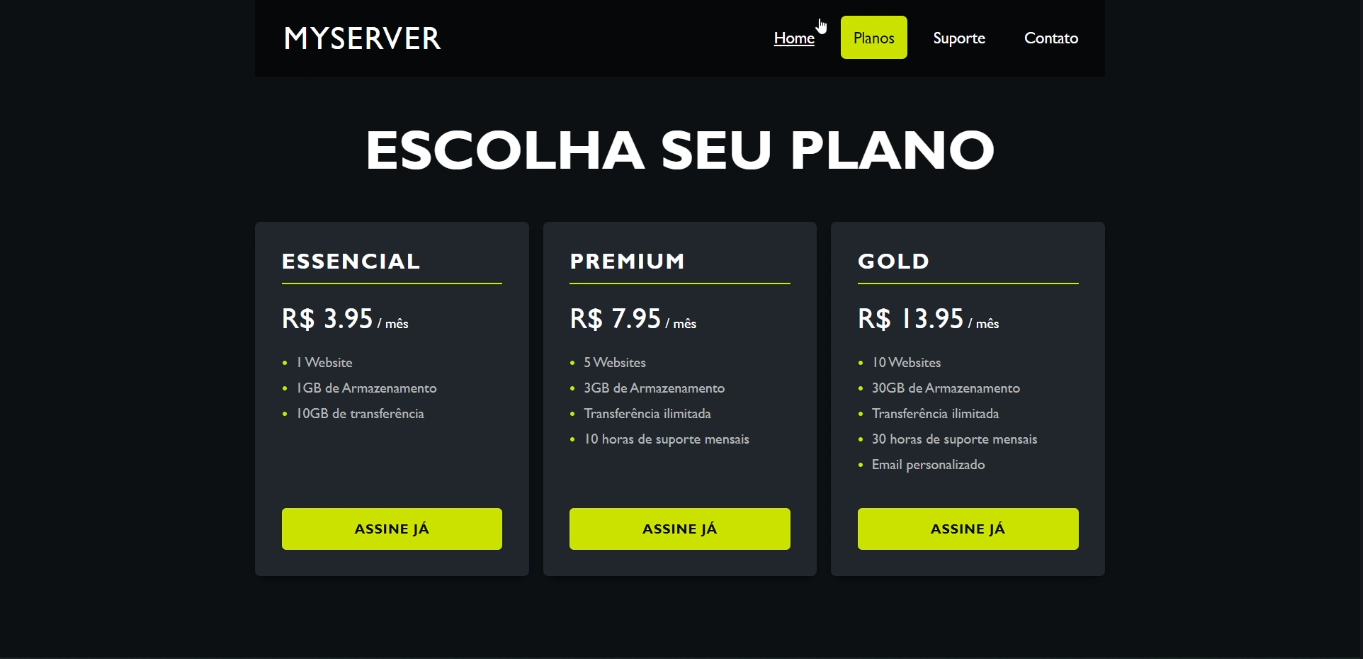 MYSERVER
Home Planos Suporte Contato
ESCOLHA SEU PLANO
ESSENCIAL
R$ 3.95 / mês
1 Website
1GB de Armazenamento
10GB de transferência
ASSINE JÁ
PREMIUM
R$ 7.95 / mês
5 Websites
3GB de Armazenamento
Transferência ilimitada
10 horas de suporte mensais
ASSINE JÁ
GOLD
R$ 13.95 / mês
10 Websites
30GB de Armazenamento
Transferência ilimitada
30 horas de suporte mensais
Email personalizado
ASSINE JÁ